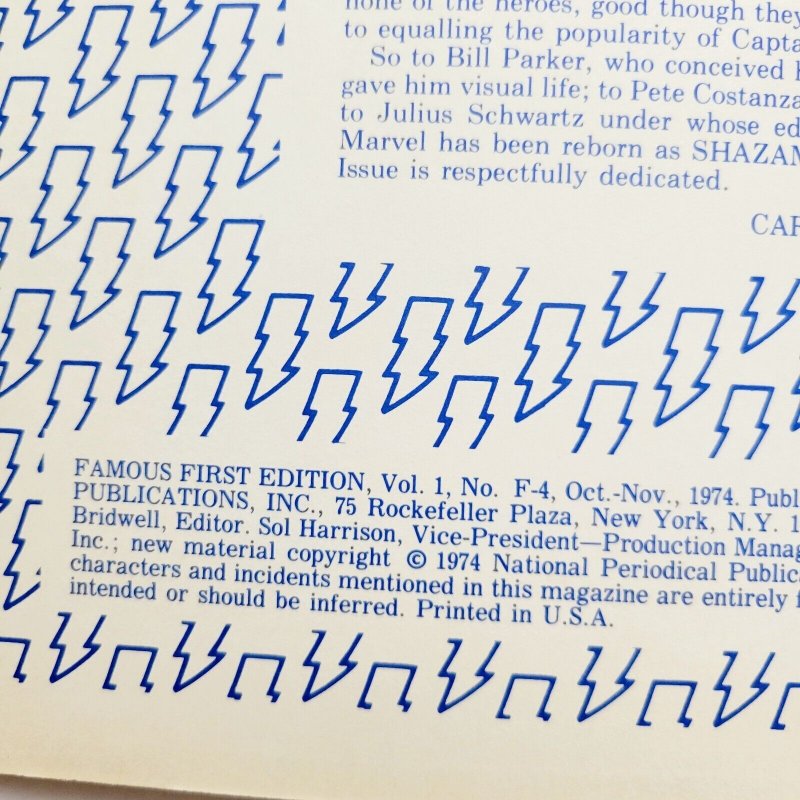 none of the heroes, good though they
to equalling the popularity of Capta
So to Bill Parker, who conceived h
gave him visual life; to Pete Costanza
to Julius Schwartz under whose ed
Marvel has been reborn as SHAZAM
Issue is respectfully dedicated.
CAP
FAMOUS FIRST EDITION, Vol. 1, No. F-4, Oct.-Nov., 1974. Publ
PUBLICATIONS, INC., 75 Rockefeller Plaza, New York, N.Y. 1
Bridwell, Editor. Sol Harrison, Vice-President—Production Manag
Inc.; new material copyright © 1974 National Periodical Public
characters and incidents mentioned in this magazine are entirely f
intended or should be inferred. Printed in U.S.A.